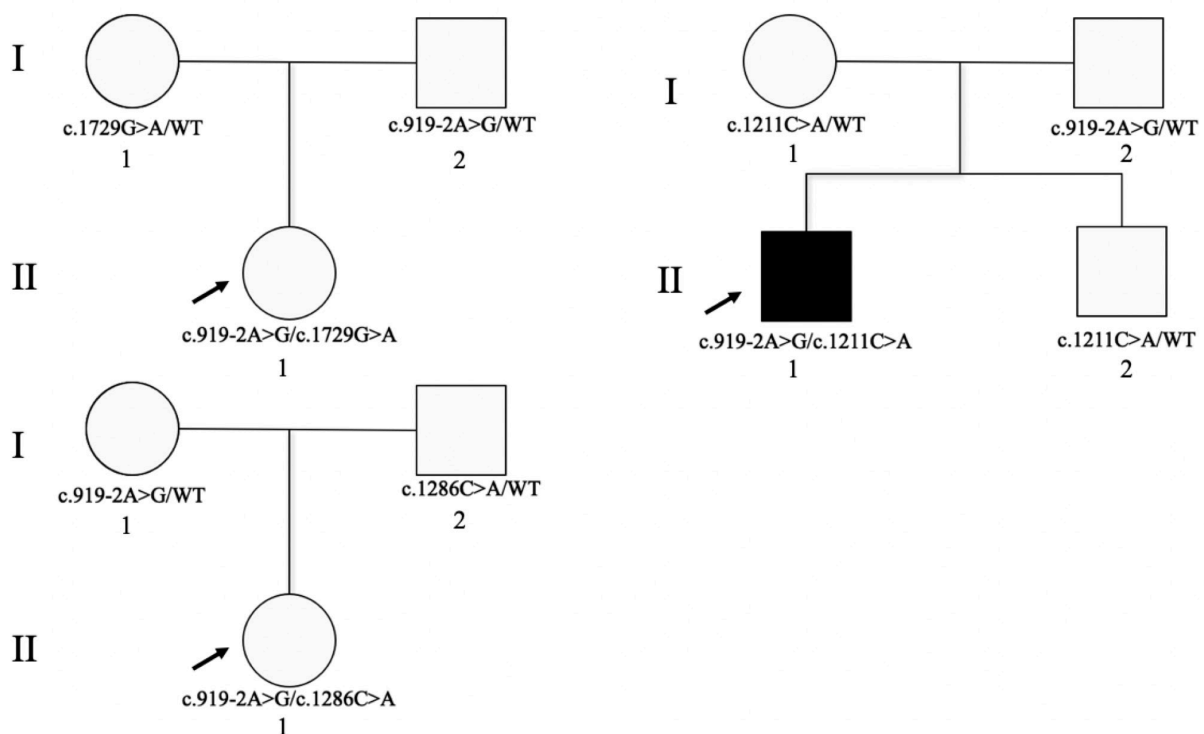 I
c.1729G>A/WT
1
c.919-2A>G/WT
2
II
c.919-2A>G/c.1729G>A
1
I
c.1211C>A/WT
1
c.919-2A>G/WT
2
II
c.919-2A>G/c.1211C>A
1
c.1211C>A/WT
2
I
c.919-2A>G/WT
1
c.1286C>A/WT
2
II
c.919-2A>G/c.1286C>A
1